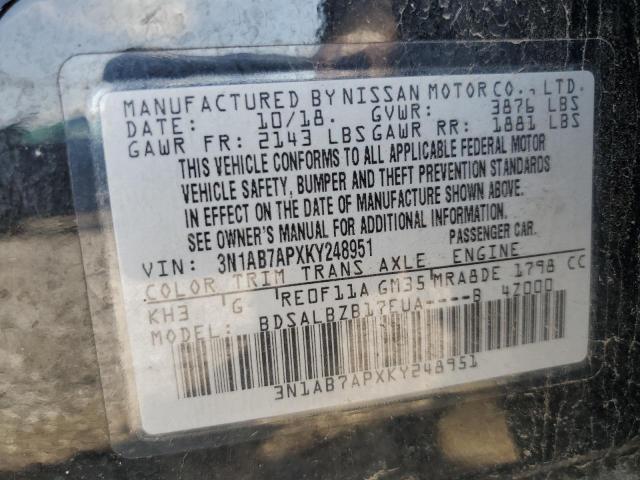 MANUFACTURED BY NISSAN MOTOR CO., LTD.
DATE: 10/18. GVWR: 3876 LBS
GAWR FR: 2143 LBS GAWR RR: 1881 LBS
THIS VEHICLE CONFORMS TO ALL APPLICABLE FEDERAL MOTOR
VEHICLE SAFETY, BUMPER AND THEFT PREVENTION STANDARDS
IN EFFECT ON THE DATE OF MANUFACTURE SHOWN ABOVE.
SEE OWNER'S MANUAL FOR ADDITIONAL INFORMATION.
VIN: 3N1AB7APXKY248951 PASSENGER CAR.
COLOR TRIM TRANS AXLE ENGINE
KH3 G RE0F11A GM35 MRA8DE 1798 CC
MODEL: BDSALBZB17EUA----B 4Z000
3N1AB7APXKY248951